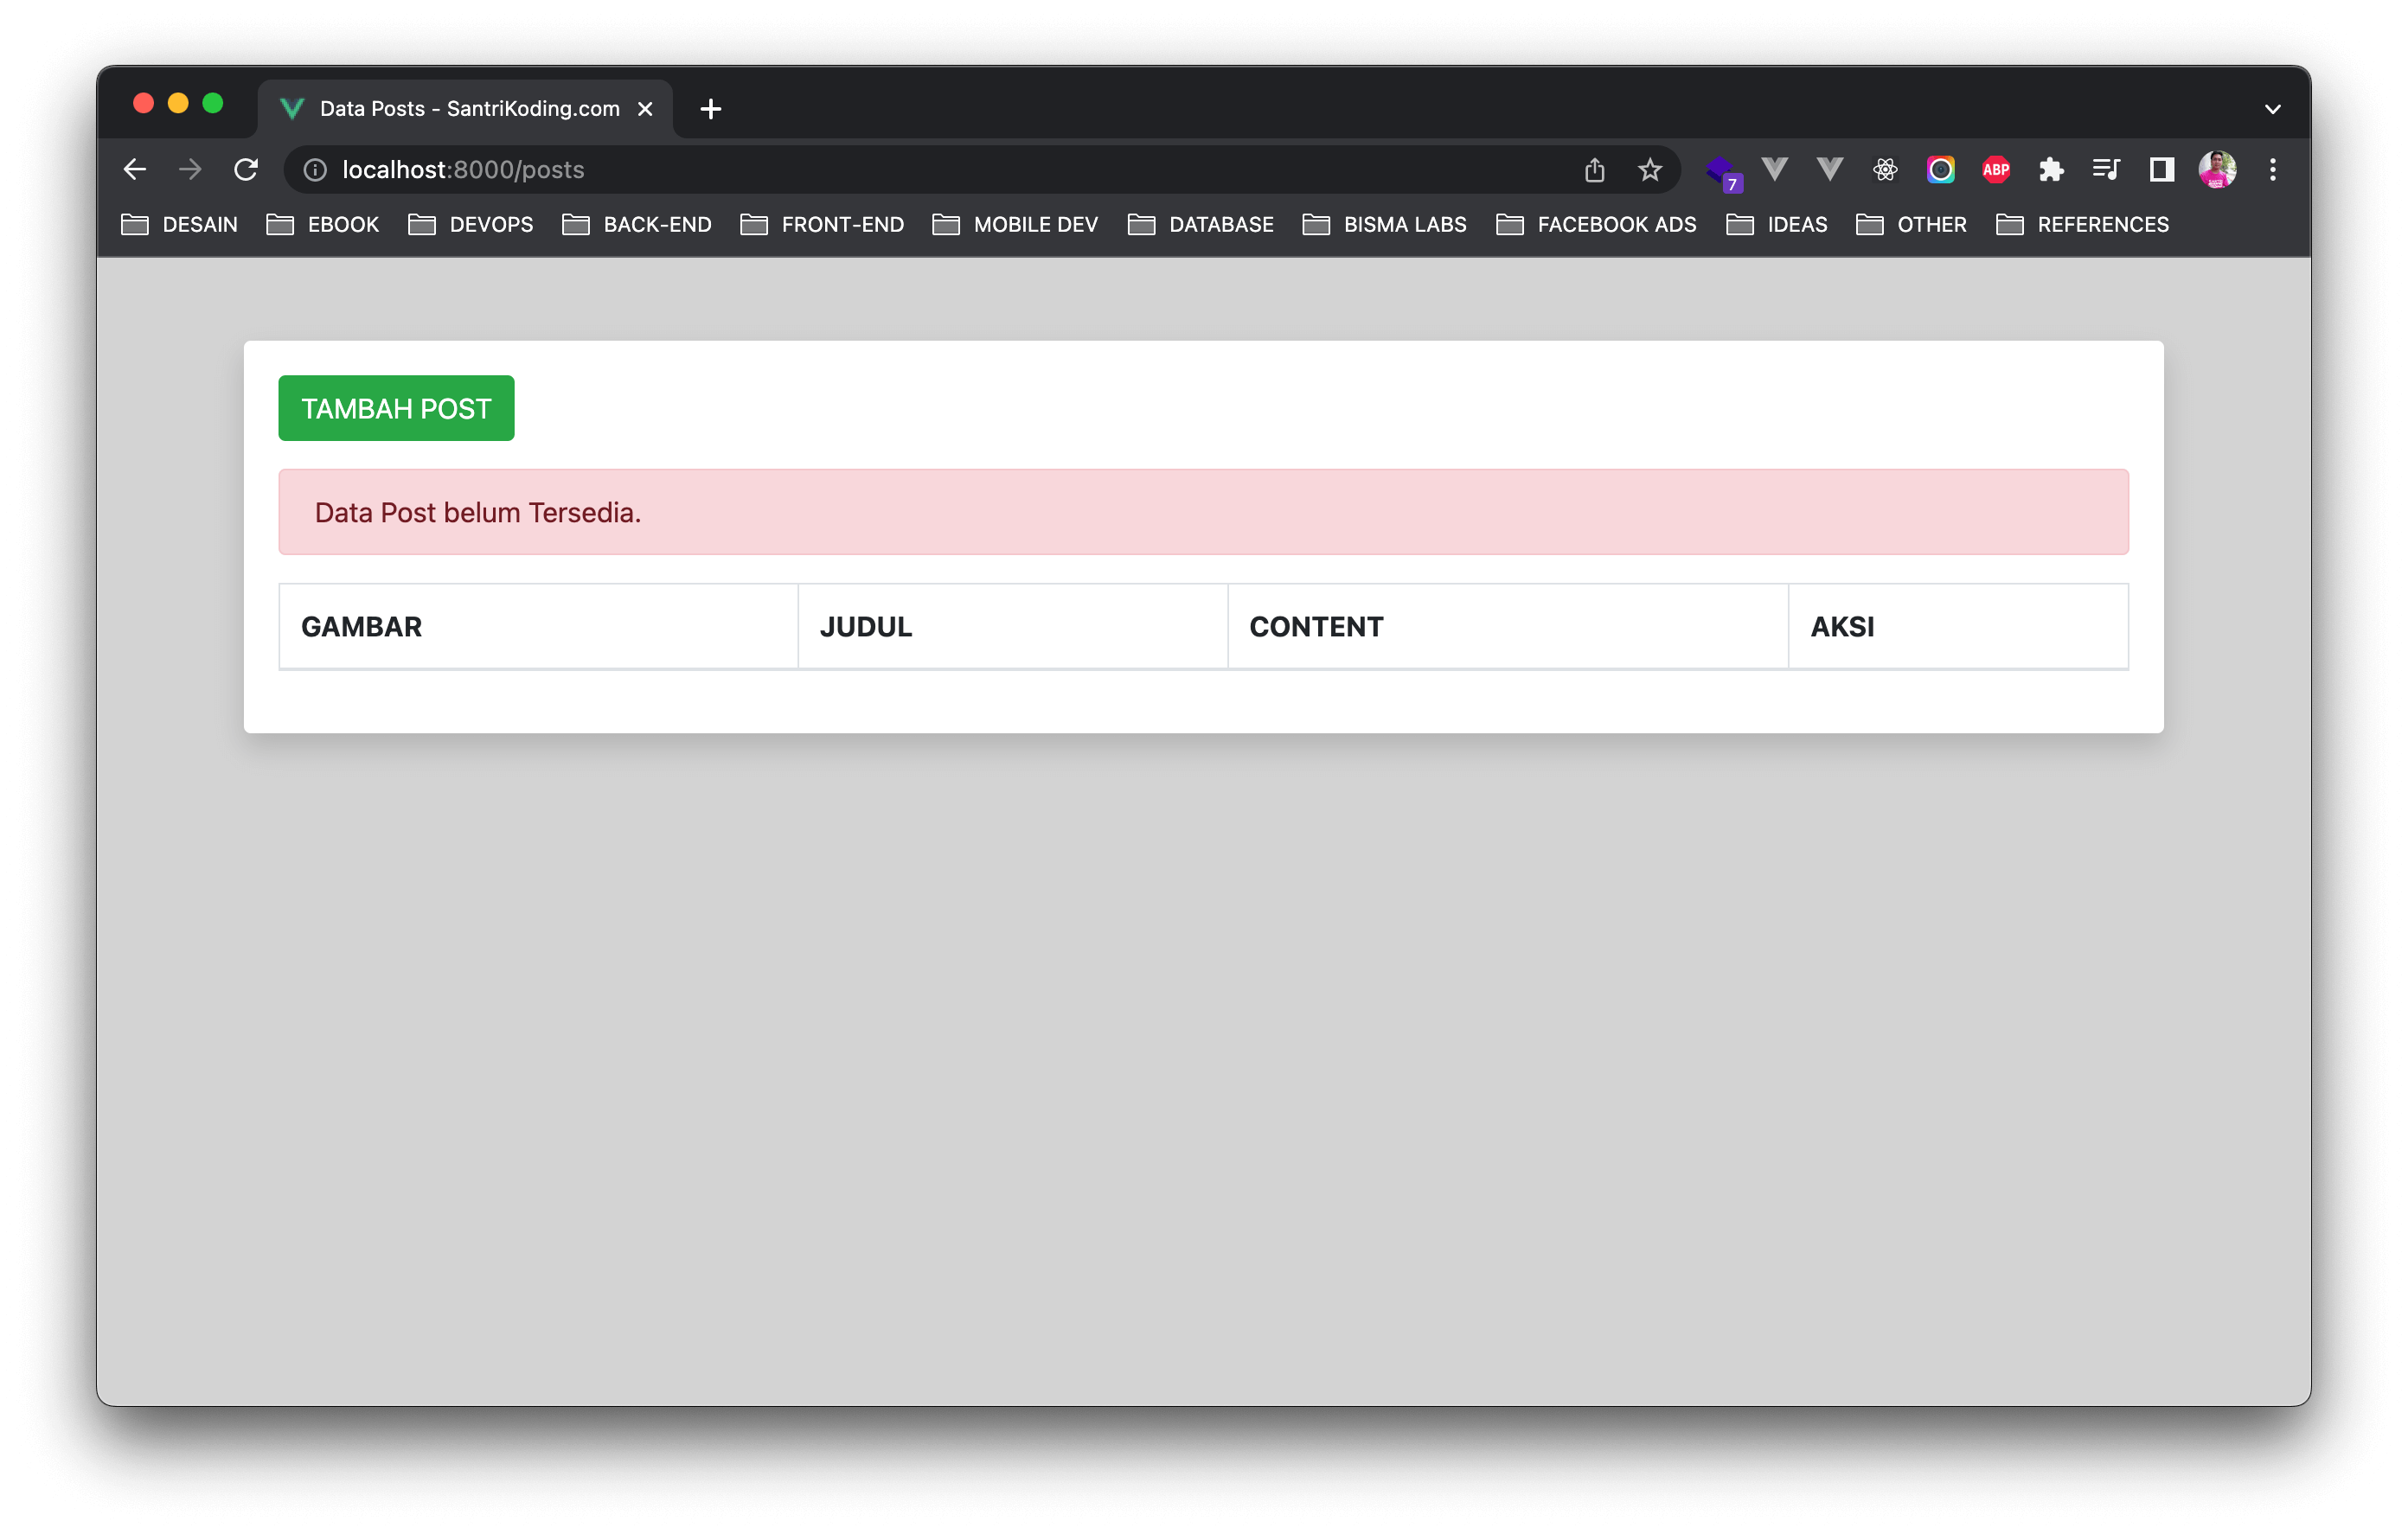 Data Posts - SantriKoding.com
localhost:8000/posts
7
ABP
DESAIN EBOOK DEVOPS BACK-END FRONT-END MOBILE DEV DATABASE BISMA LABS FACEBOOK ADS IDEAS OTHER REFERENCES
TAMBAH POST
Data Post belum Tersedia.
GAMBAR JUDUL CONTENT AKSI